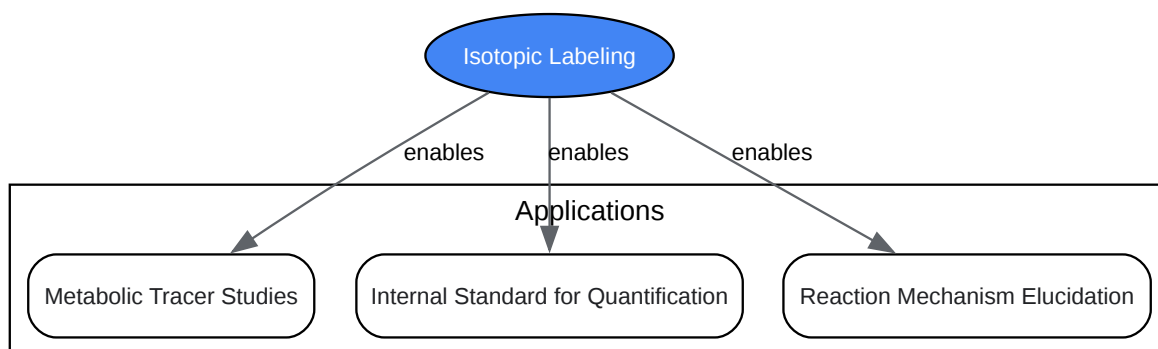 Isotopic Labeling
enables
enables
enables
Applications
Metabolic Tracer Studies
Internal Standard for Quantification
Reaction Mechanism Elucidation